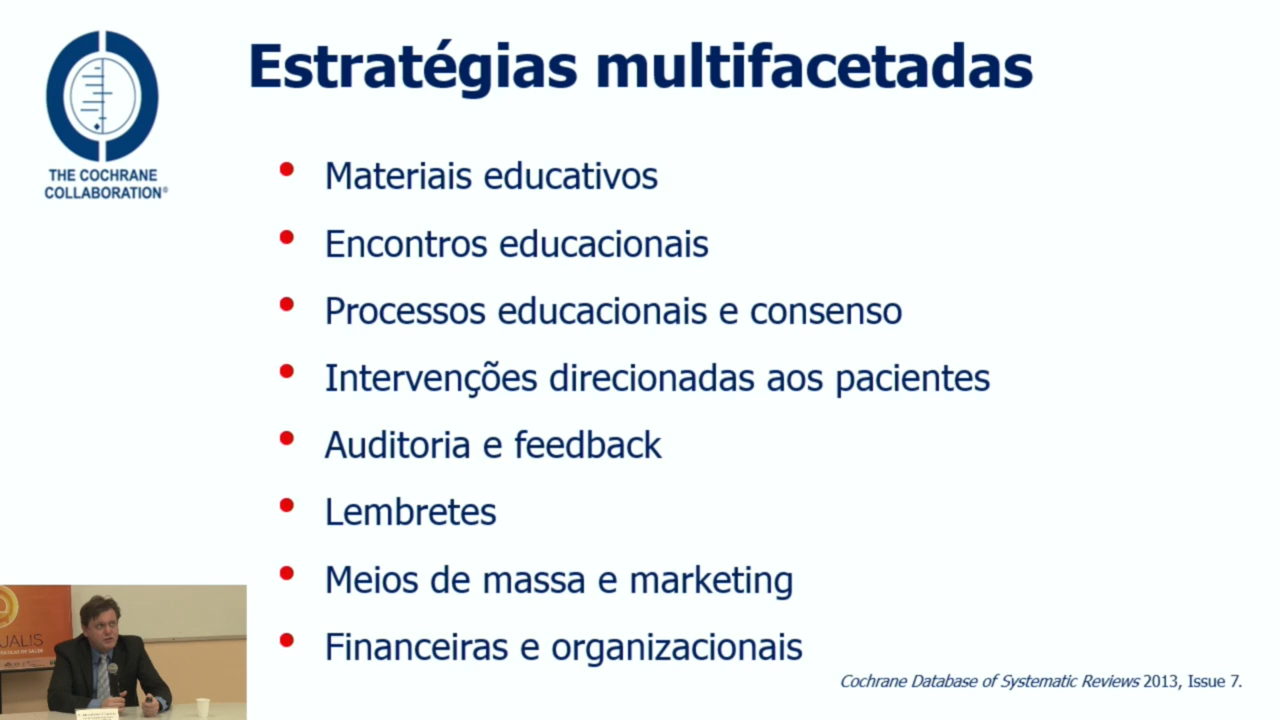 Estratégias multifacetadas
THE COCHRANE
COLLABORATION®
• Materiais educativos
• Encontros educacionais
• Processos educacionais e consenso
• Intervenções direcionadas aos pacientes
• Auditoria e feedback
• Lembretes
• Meios de massa e marketing
• Financeiras e organizacionais
Cochrane Database of Systematic Reviews 2013, Issue 7.
UALIS